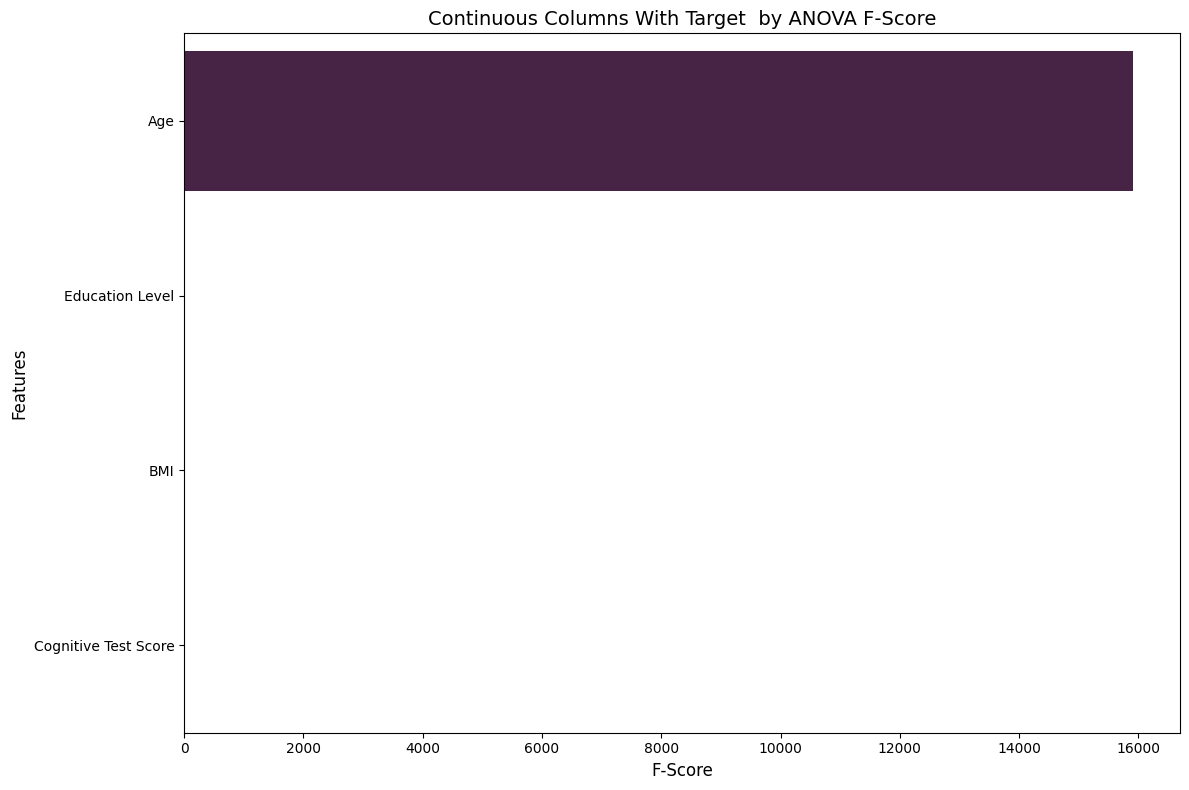 Continuous Columns With Target  by ANOVA F-Score
Features
Age
Education Level
BMI
Cognitive Test Score
0 2000 4000 6000 8000 10000 12000 14000 16000
F-Score